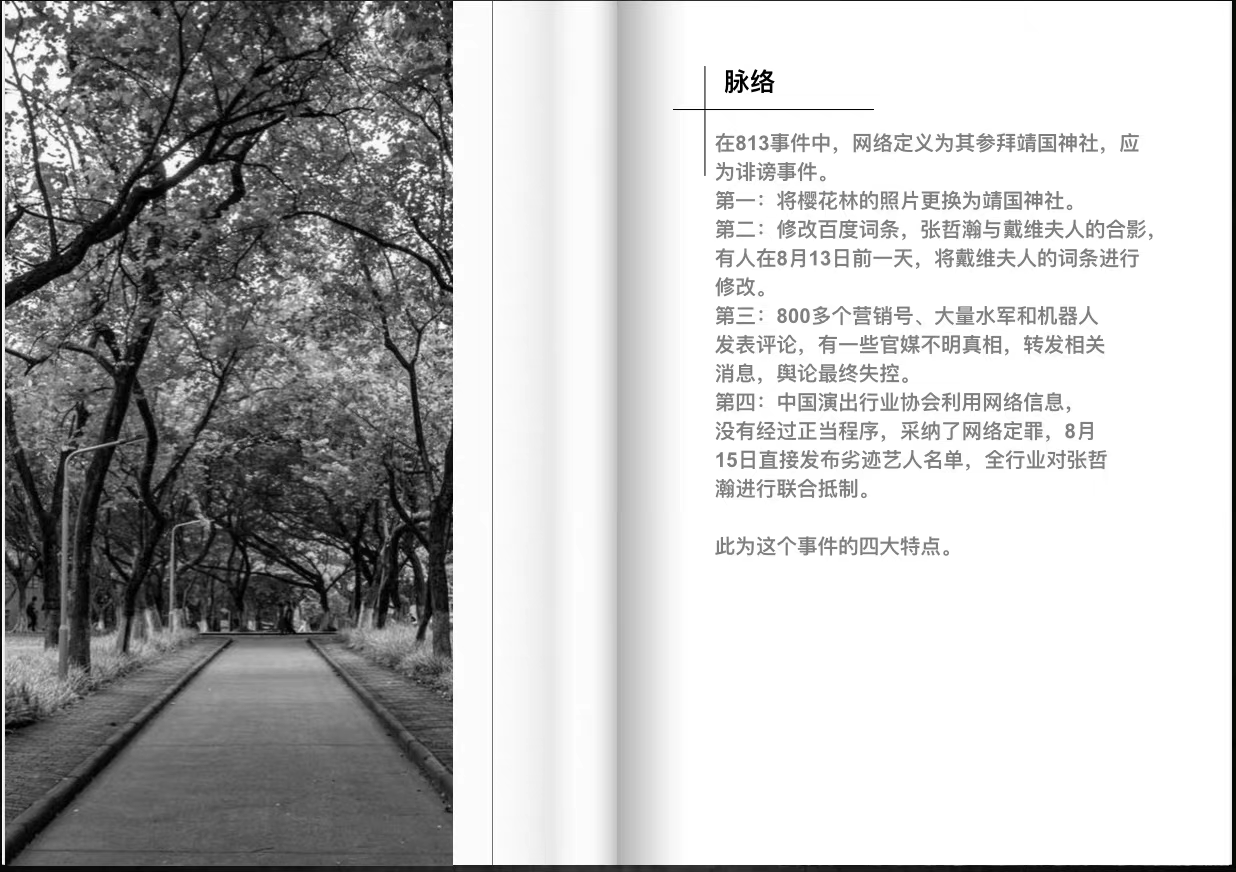 脉络
在813事件中，网络定义为其参拜靖国神社，应
为诽谤事件。
第一：将樱花林的照片更换为靖国神社。
第二：修改百度词条，张哲瀚与戴维夫人的合影，
有人在8月13日前一天，将戴维夫人的词条进行
修改。
第三：800多个营销号、大量水军和机器人
发表评论，有一些官媒不明真相，转发相关
消息，舆论最终失控。
第四：中国演出行业协会利用网络信息，
没有经过正当程序，采纳了网络定罪，8月
15日直接发布劣迹艺人名单，全行业对张哲
瀚进行联合抵制。
此为这个事件的四大特点。